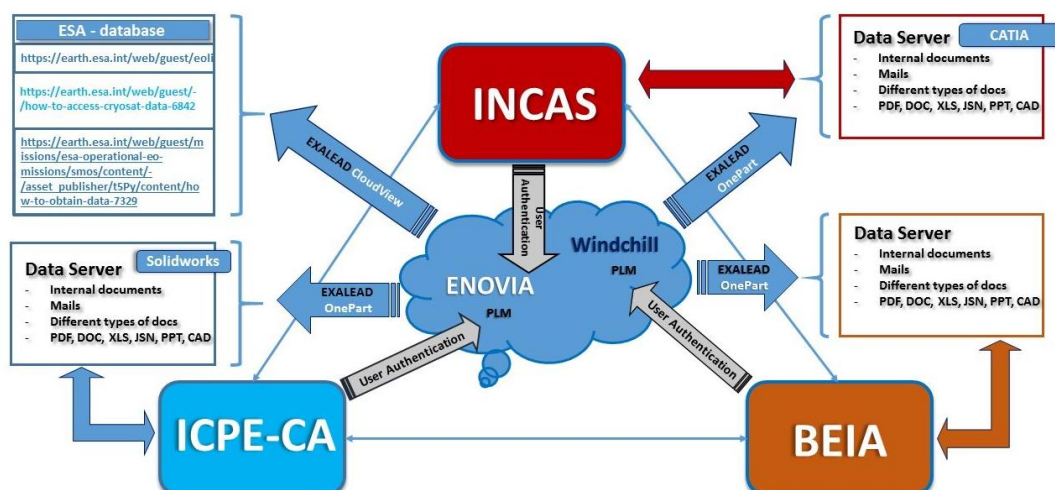 ESA - database
https://earth.esa.int/web/guest/eoli
https://earth.esa.int/web/guest/-
/how-to-access-cryosat-data-6842
https://earth.esa.int/web/guest/m
issions/esa-operational-eo-
missions/smos/content/-
/asset_publisher/t5Py/content/ho
w-to-obtain-data-7329
INCAS
Data Server
CATIA
- Internal documents
- Mails
- Different types of docs
- PDF, DOC, XLS, JSN, PPT, CAD
EXALEAD CloudView
User
Authentication
EXALEAD
OnePart
Data Server
Solidworks
- Internal documents
- Mails
- Different types of docs
- PDF, DOC, XLS, JSN, PPT, CAD
EXALEAD
OnePart
ENOVIA
PLM
Windchill
PLM
EXALEAD
OnePart
Data Server
- Internal documents
- Mails
- Different types of docs
- PDF, DOC, XLS, JSN, PPT, CAD
User Authentication
User Authentication
ICPE-CA
BEIA